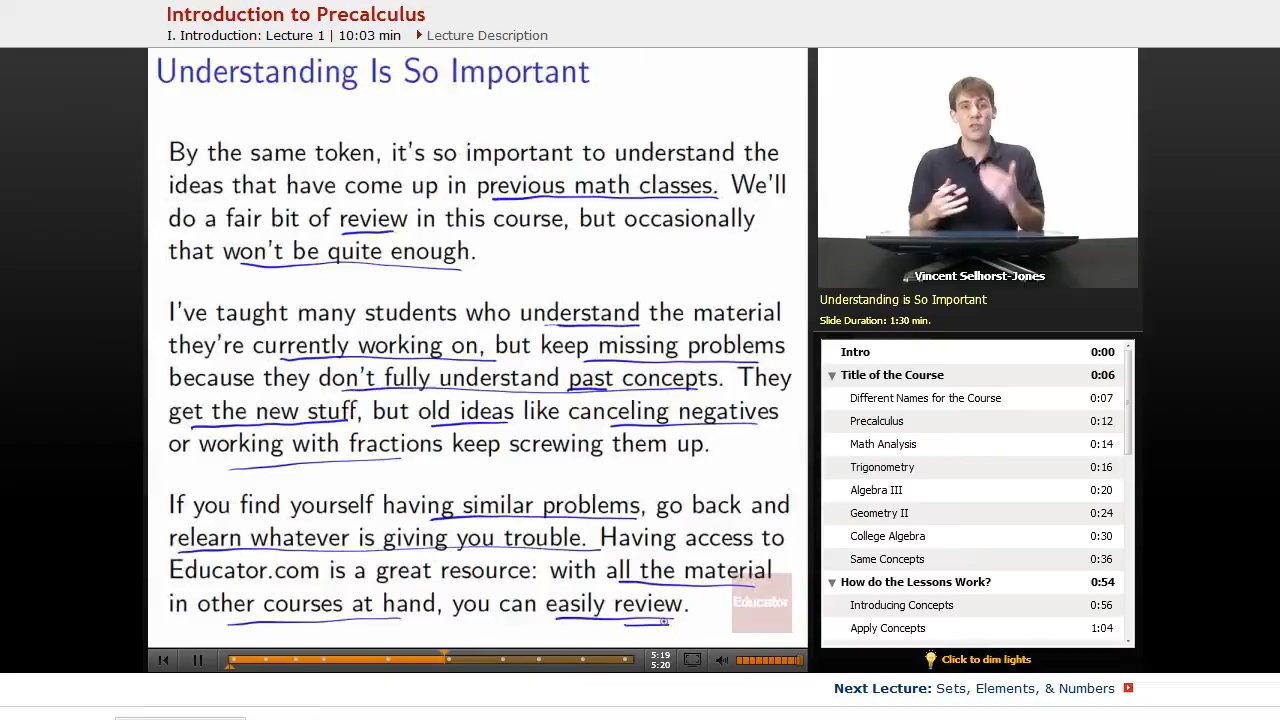 Introduction to Precalculus
I. Introduction: Lecture 1 | 10:03 min
Lecture Description
Understanding Is So Important
By the same token, it's so important to understand the
ideas that have come up in previous math classes. We'll
do a fair bit of review in this course, but occasionally
that won't be quite enough.
I've taught many students who understand the material
they're currently working on, but keep missing problems
because they don't fully understand past concepts. They
get the new stuff, but old ideas like canceling negatives
or working with fractions keep screwing them up.
If you find yourself having similar problems, go back and
relearn whatever is giving you trouble. Having access to
Educator.com is a great resource: with all the material
in other courses at hand, you can easily review.
Educator
5:19
5:20
Vincent Selhorst-Jones
Understanding is So Important
Slide Duration: 1:30 min.
Intro 0:00
Title of the Course 0:06
Different Names for the Course 0:07
Precalculus 0:12
Math Analysis 0:14
Trigonometry 0:16
Algebra III 0:20
Geometry II 0:24
College Algebra 0:30
Same Concepts 0:36
How do the Lessons Work? 0:54
Introducing Concepts 0:56
Apply Concepts 1:04
Click to dim lights
Next Lecture: Sets, Elements, & Numbers